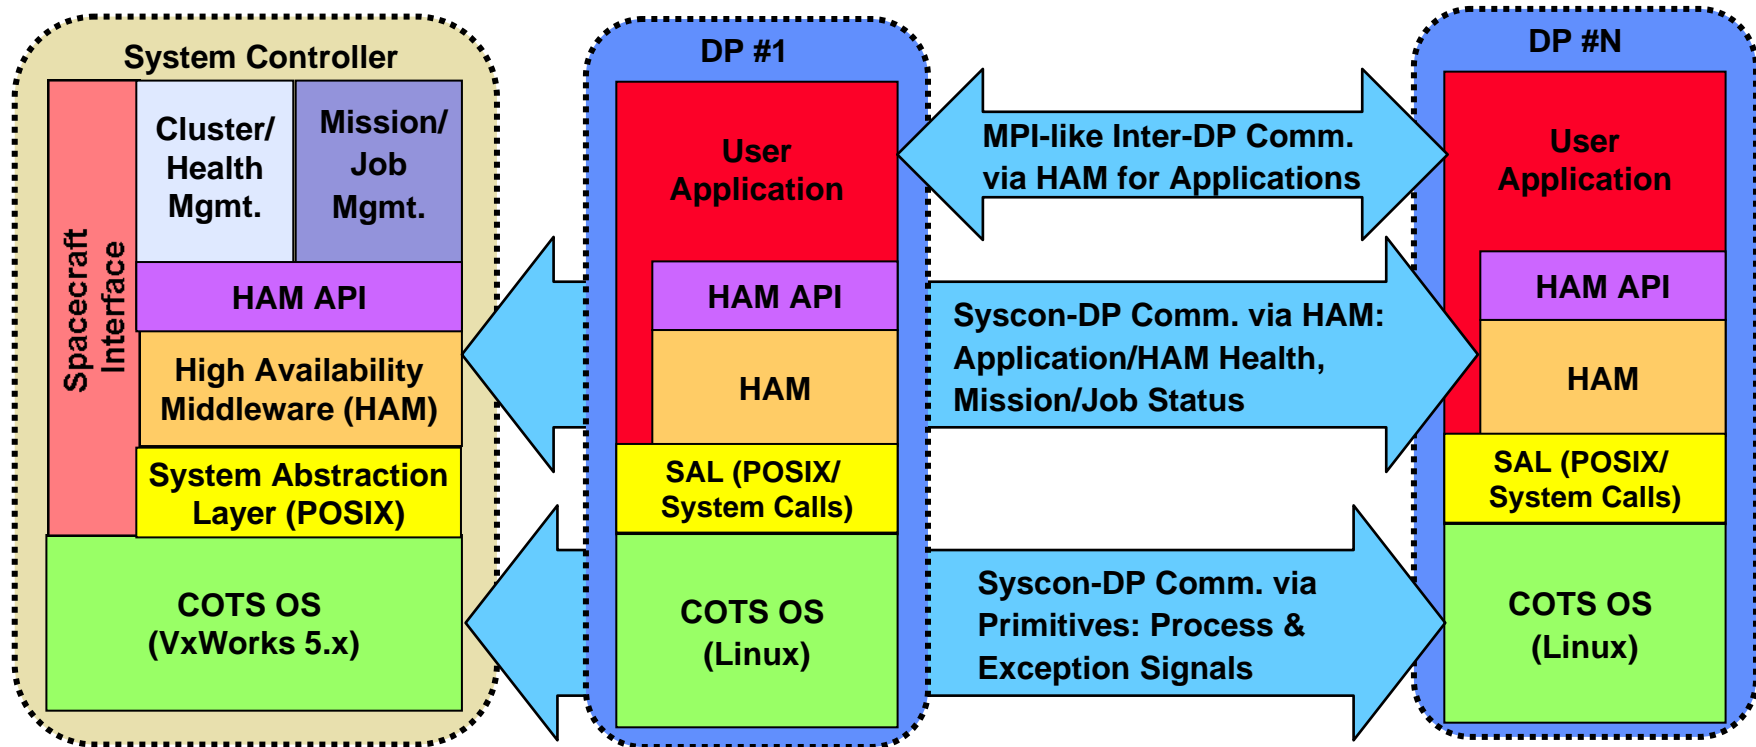 System Controller
Spacecraft
Interface
Cluster/
Health
Mgmt.
Mission/
Job
Mgmt.
HAM API
High Availability
Middleware (HAM)
System Abstraction
Layer (POSIX)
COTS OS
(VxWorks 5.x)
DP #1
User
Application
HAM API
HAM
SAL (POSIX/
System Calls)
COTS OS
(Linux)
MPI-like Inter-DP Comm.
via HAM for Applications
Syscon-DP Comm. via HAM:
Application/HAM Health,
Mission/Job Status
Syscon-DP Comm. via
Primitives: Process &
Exception Signals
DP #N
User
Application
HAM API
HAM
SAL (POSIX/
System Calls)
COTS OS
(Linux)